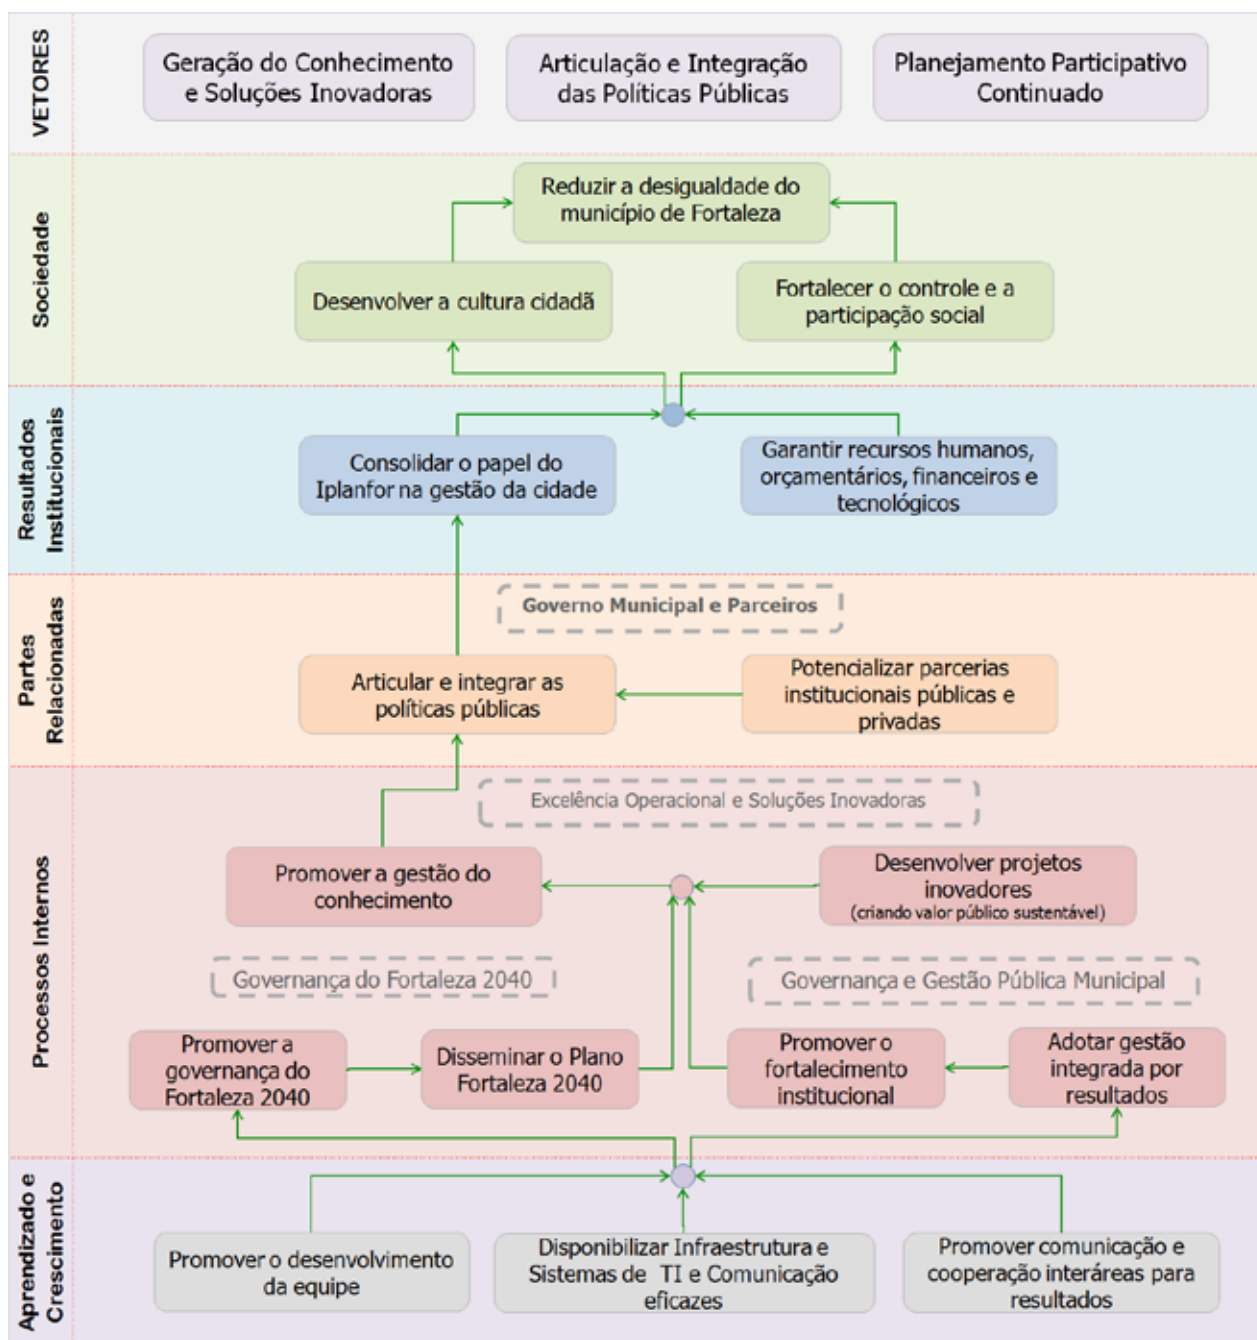 VETORES
Geração do Conhecimento
e Soluções Inovadoras
Articulação e Integração
das Políticas Públicas
Planejamento Participativo
Continuado
Sociedade
Reduzir a desigualdade do
município de Fortaleza
Desenvolver a cultura cidadã
Fortalecer o controle e a
participação social
Resultados
Institucionais
Consolidar o papel do
Iplanfor na gestão da cidade
Garantir recursos humanos,
orçamentários, financeiros e
tecnológicos
Partes
Relacionadas
Governo Municipal e Parceiros
Articular e integrar as
políticas públicas
Potencializar parcerias
institucionais públicas e
privadas
Processos Internos
Excelência Operacional e Soluções Inovadoras
Promover a gestão do
conhecimento
Desenvolver projetos
inovadores
(criando valor público sustentável)
Governança do Fortaleza 2040
Governança e Gestão Pública Municipal
Promover a
governança do
Fortaleza 2040
Disseminar o Plano
Fortaleza 2040
Promover o
fortalecimento
institucional
Adotar gestão
integrada por
resultados
Aprendizado e
Crescimento
Promover o desenvolvimento
da equipe
Disponibilizar Infraestrutura e
Sistemas de TI e Comunicação
eficazes
Promover comunicação e
cooperação interáreas para
resultados